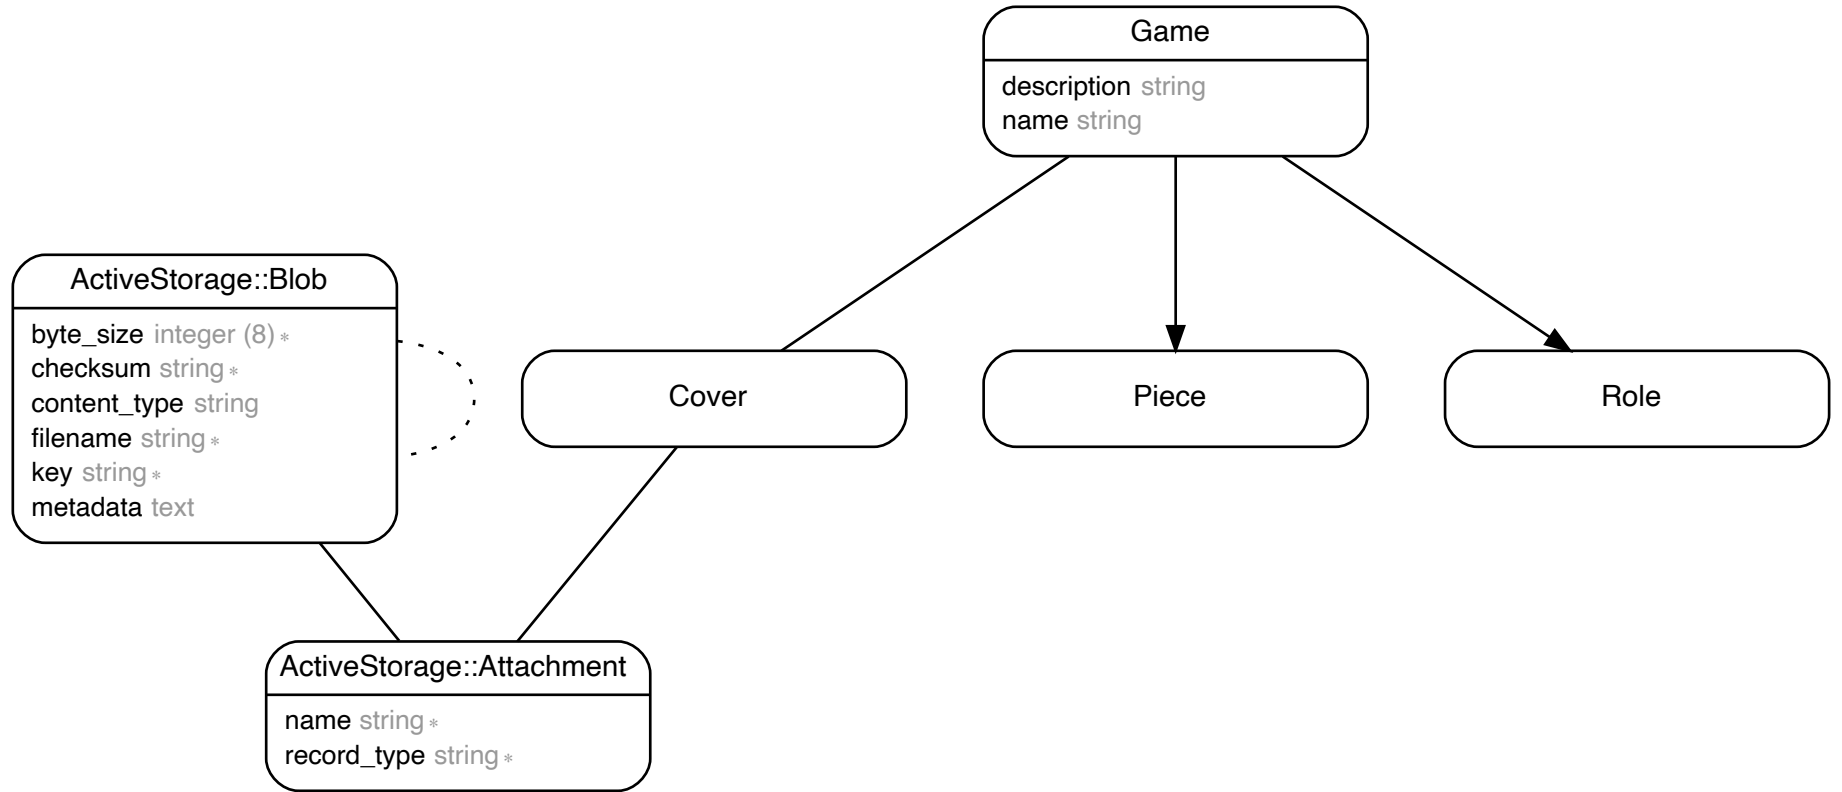 Game
description string
name string
ActiveStorage::Blob
byte_size integer (8) *
checksum string *
content_type string
filename string *
key string *
metadata text
Cover
Piece
Role
ActiveStorage::Attachment
name string *
record_type string *